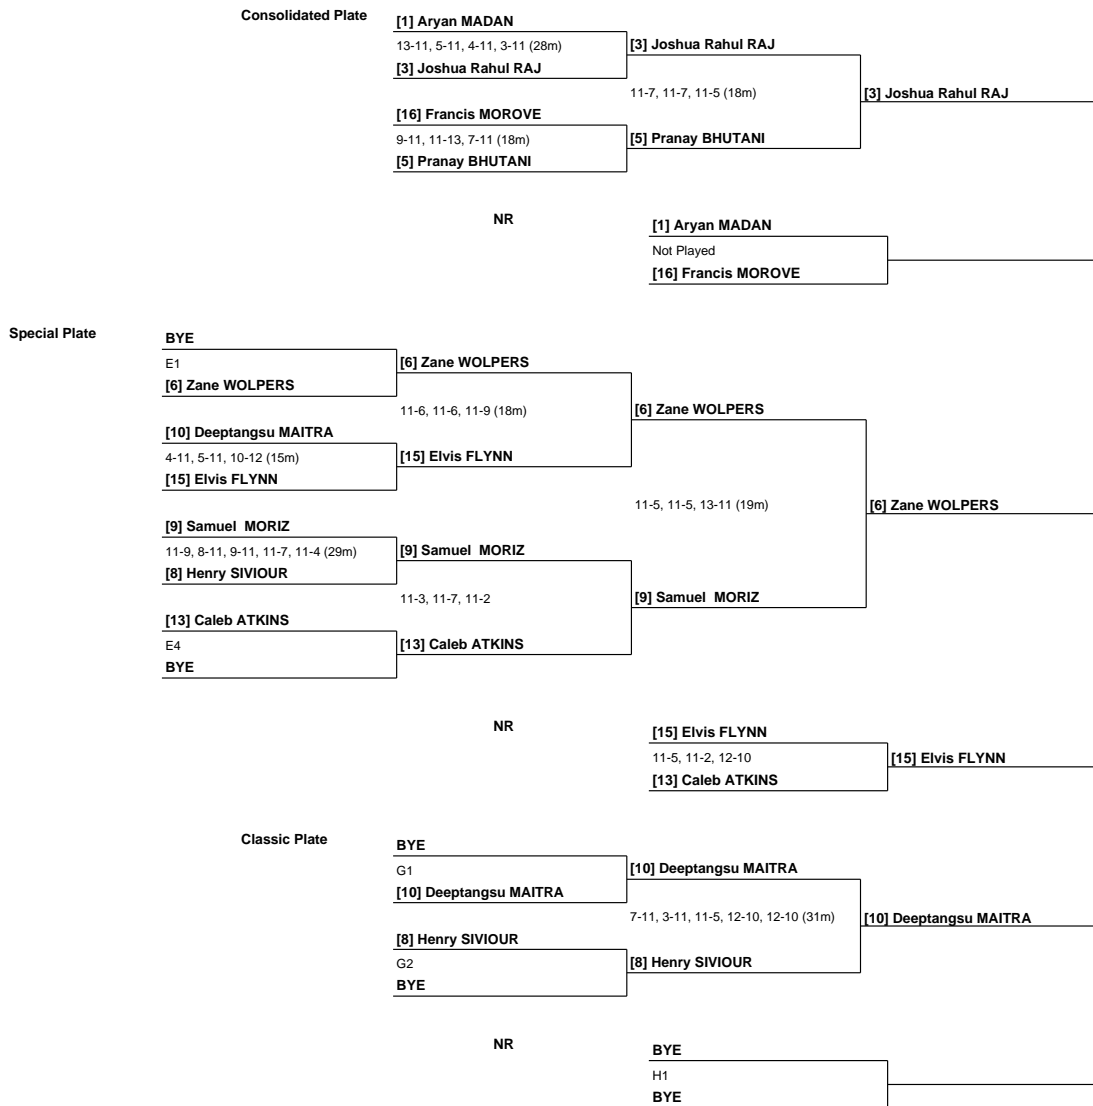 Consolidated Plate
[1] Aryan MADAN
13-11, 5-11, 4-11, 3-11 (28m)
[3] Joshua Rahul RAJ
[3] Joshua Rahul RAJ
11-7, 11-7, 11-5 (18m)
[3] Joshua Rahul RAJ
[16] Francis MOROVE
9-11, 11-13, 7-11 (18m)
[5] Pranay BHUTANI
[5] Pranay BHUTANI
NR
[1] Aryan MADAN
Not Played
[16] Francis MOROVE
Special Plate
BYE
E1
[6] Zane WOLPERS
[6] Zane WOLPERS
11-6, 11-6, 11-9 (18m)
[6] Zane WOLPERS
[10] Deeptangsu MAITRA
4-11, 5-11, 10-12 (15m)
[15] Elvis FLYNN
[15] Elvis FLYNN
11-5, 11-5, 13-11 (19m)
[6] Zane WOLPERS
[9] Samuel  MORIZ
11-9, 8-11, 9-11, 11-7, 11-4 (29m)
[9] Samuel  MORIZ
[8] Henry SIVIOUR
11-3, 11-7, 11-2
[9] Samuel  MORIZ
[13] Caleb ATKINS
E4
[13] Caleb ATKINS
BYE
NR
[15] Elvis FLYNN
11-5, 11-2, 12-10
[15] Elvis FLYNN
[13] Caleb ATKINS
Classic Plate
BYE
G1
[10] Deeptangsu MAITRA
[10] Deeptangsu MAITRA
7-11, 3-11, 11-5, 12-10, 12-10 (31m)
[10] Deeptangsu MAITRA
[8] Henry SIVIOUR
G2
[8] Henry SIVIOUR
BYE
NR
BYE
H1
BYE